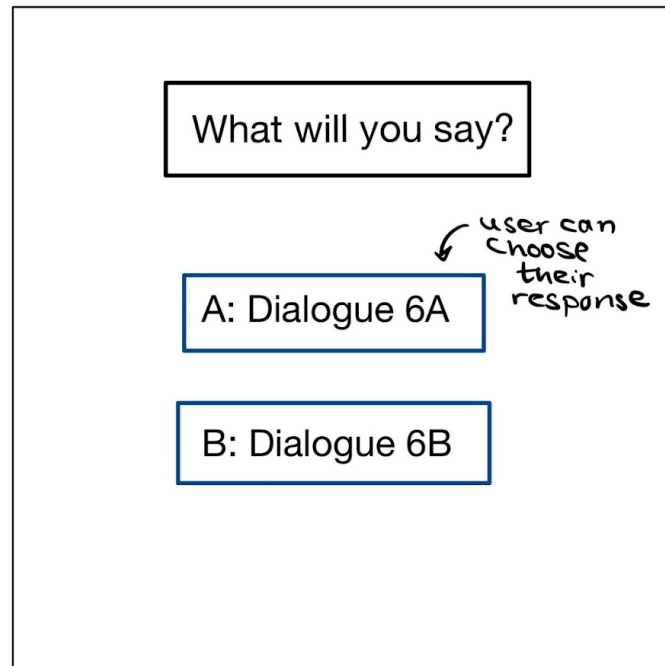 What will you say?
user can
choose
their
response
A: Dialogue 6A
B: Dialogue 6B